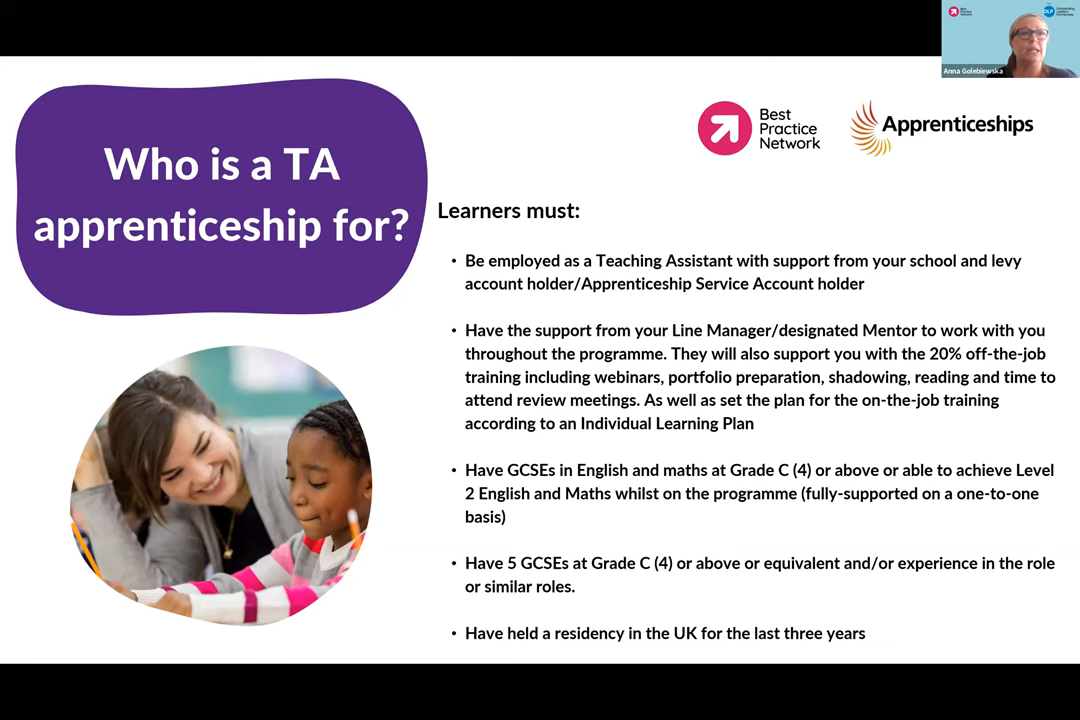 Best
Practice
Network
Anna Golebiewska
Who is a TA
apprenticeship for?
Best
Practice
Network
Apprenticeships
Learners must:
• Be employed as a Teaching Assistant with support from your school and levy
account holder/Apprenticeship Service Account holder
• Have the support from your Line Manager/designated Mentor to work with you
throughout the programme. They will also support you with the 20% off-the-job
training including webinars, portfolio preparation, shadowing, reading and time to
attend review meetings. As well as set the plan for the on-the-job training
according to an Individual Learning Plan
• Have GCSEs in English and maths at Grade C (4) or above or able to achieve Level
2 English and Maths whilst on the programme (fully-supported on a one-to-one
basis)
• Have 5 GCSEs at Grade C (4) or above or equivalent and/or experience in the role
or similar roles.
• Have held a residency in the UK for the last three years